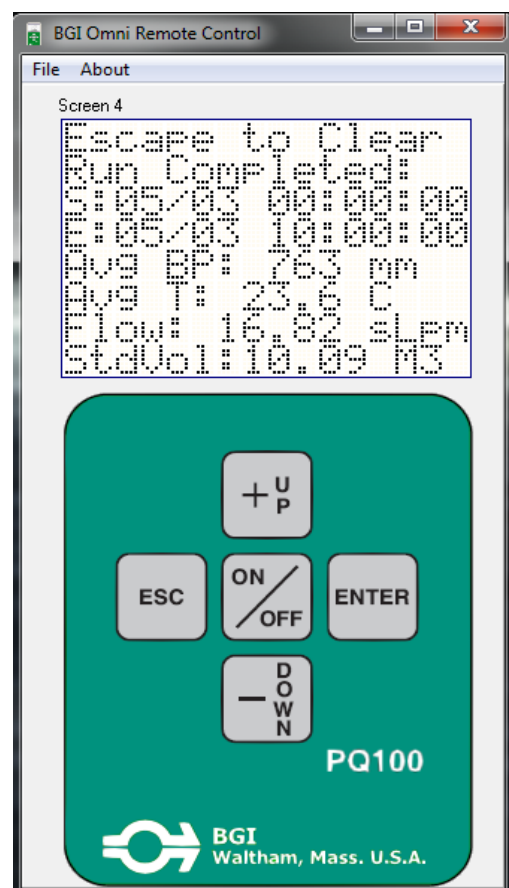 BGI Omni Remote Control
File About
Screen 4
Escape to Clear
Run Completed:
S:05/03 00:00:00
E:05/03 10:00:00
Avg BP: 763 mm
Avg T: 23.6 C
Flow: 16.82 sLpm
StdVol:10.09 M3
+ UP
ESC
ON/OFF
ENTER
- DOWN
PQ100
BGI
Waltham, Mass. U.S.A.